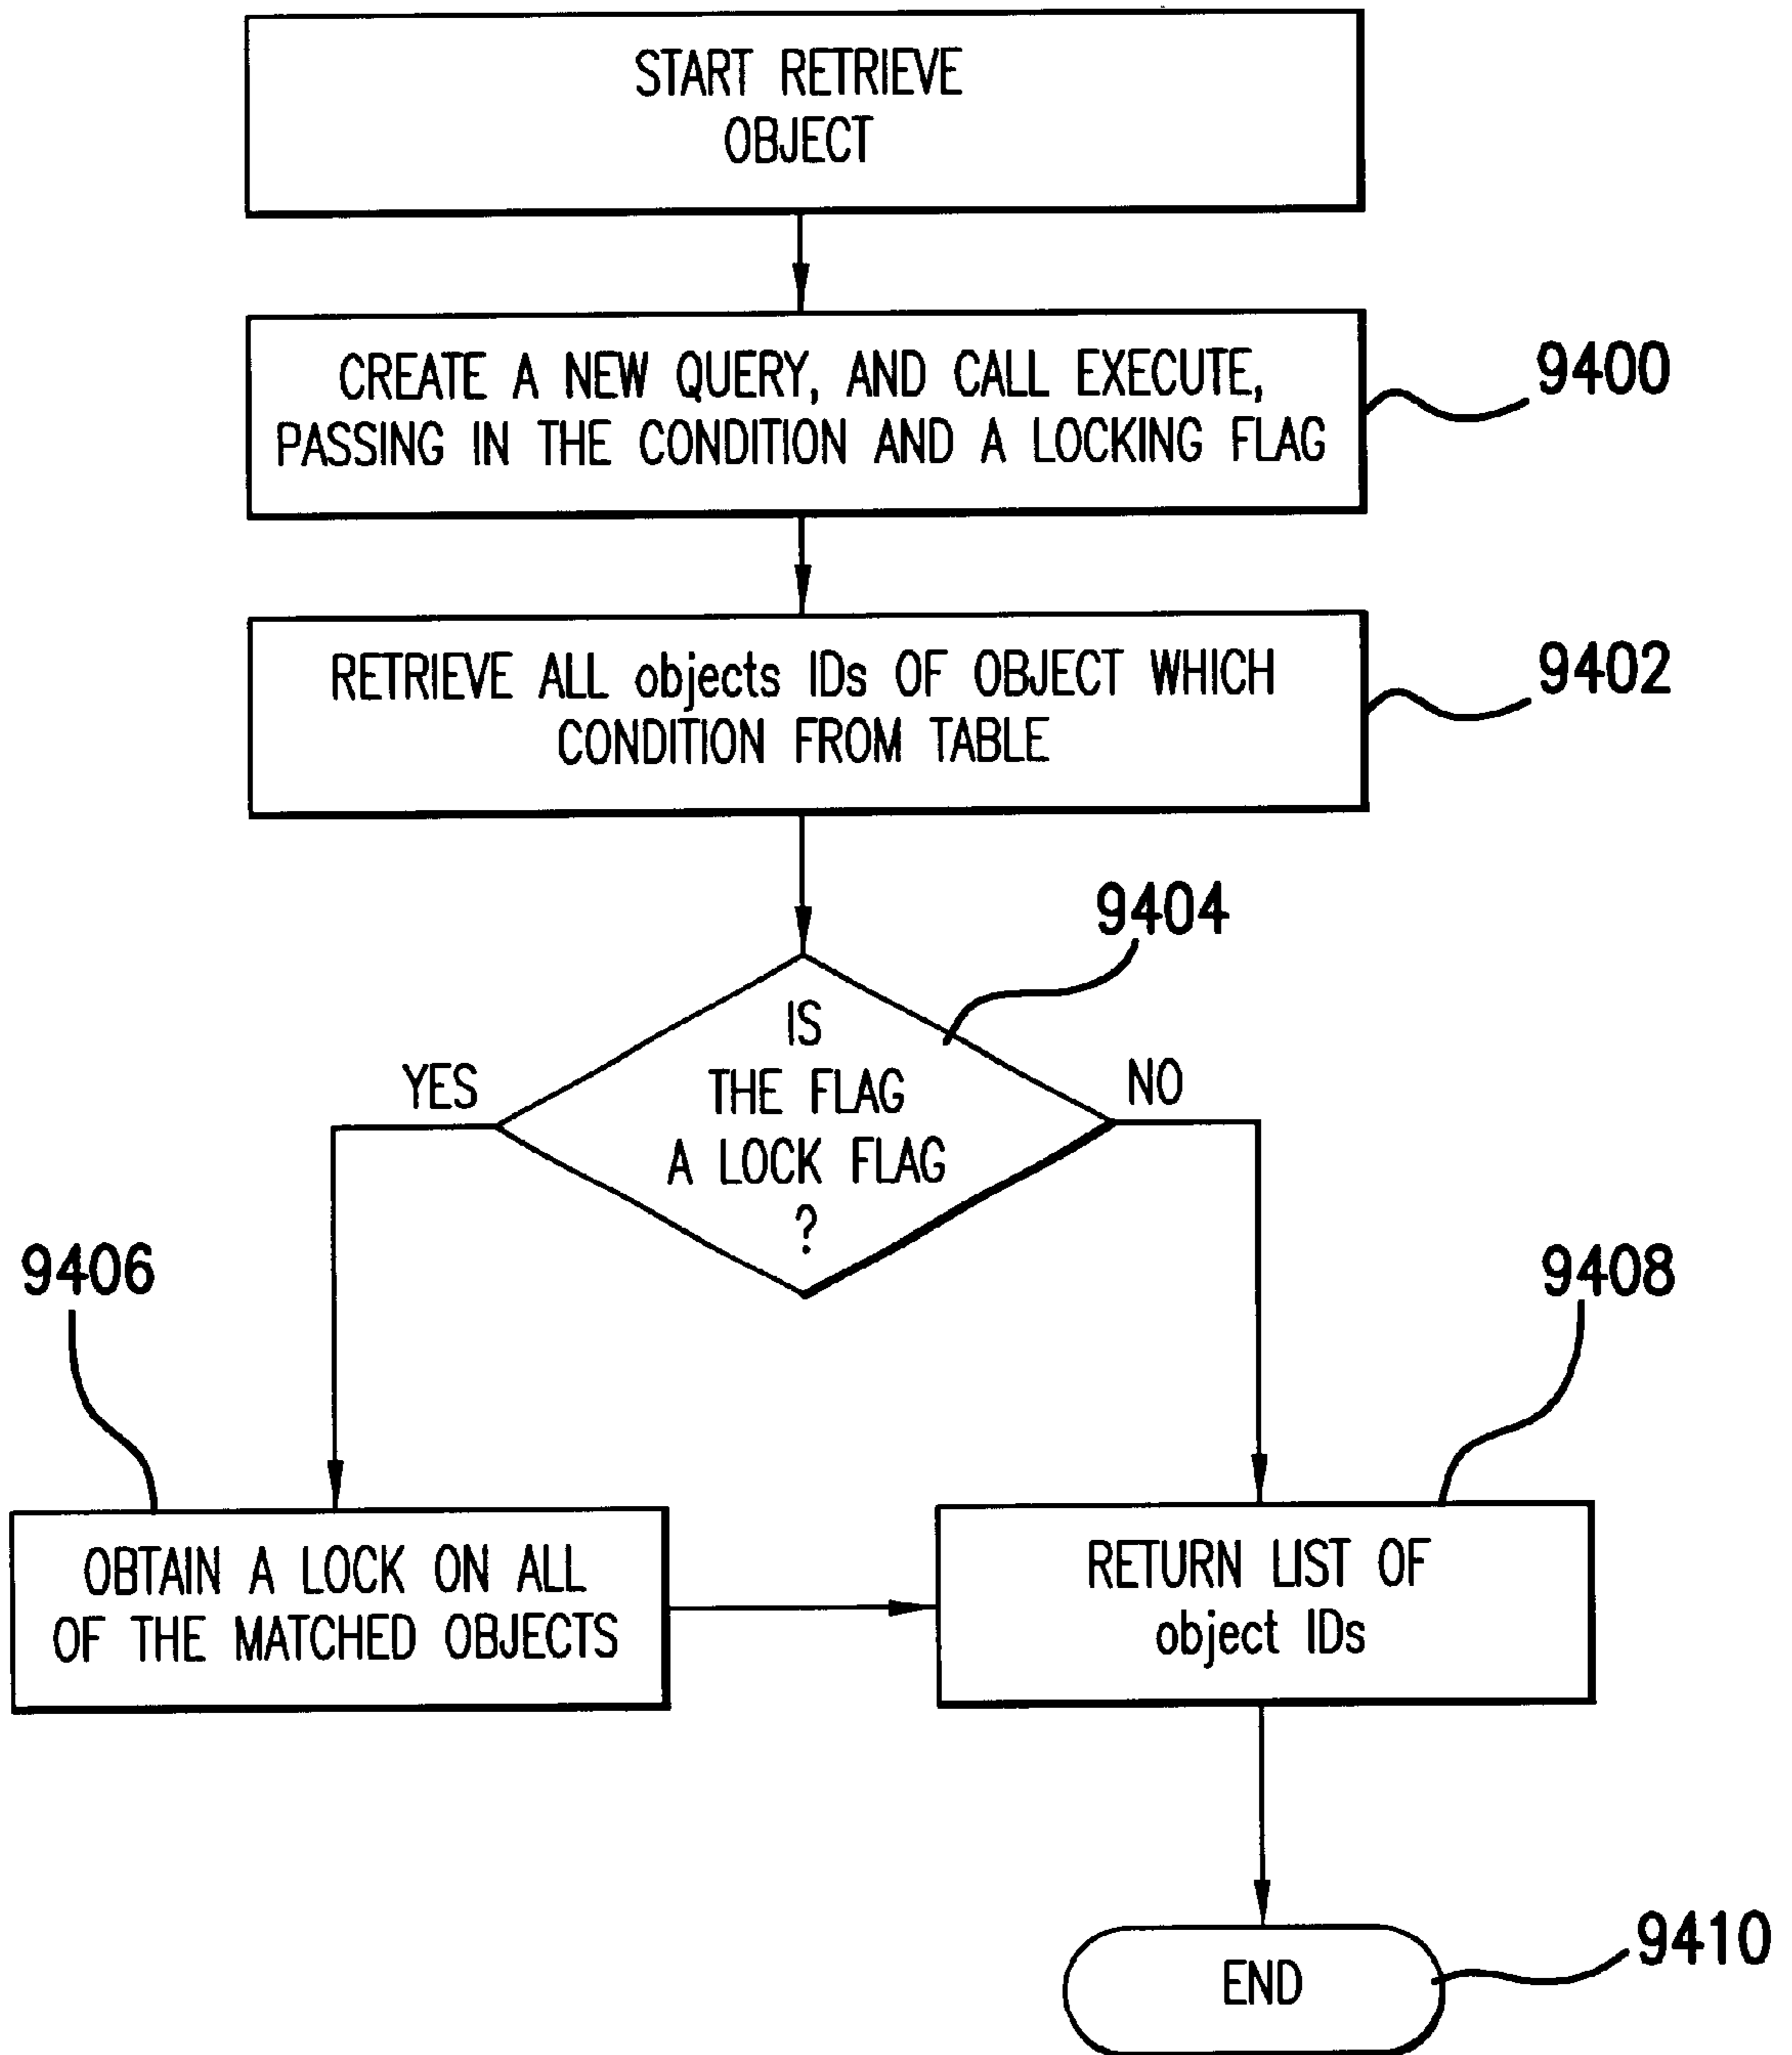 START RETRIEVE
OBJECT
CREATE A NEW QUERY, AND CALL EXECUTE,
PASSING IN THE CONDITION AND A LOCKING FLAG
9400
RETRIEVE ALL objects IDs OF OBJECT WHICH
CONDITION FROM TABLE
9402
9404
IS
THE FLAG
A LOCK FLAG
?
YES
NO
9406
9408
OBTAIN A LOCK ON ALL
OF THE MATCHED OBJECTS
RETURN LIST OF
object IDs
END
9410